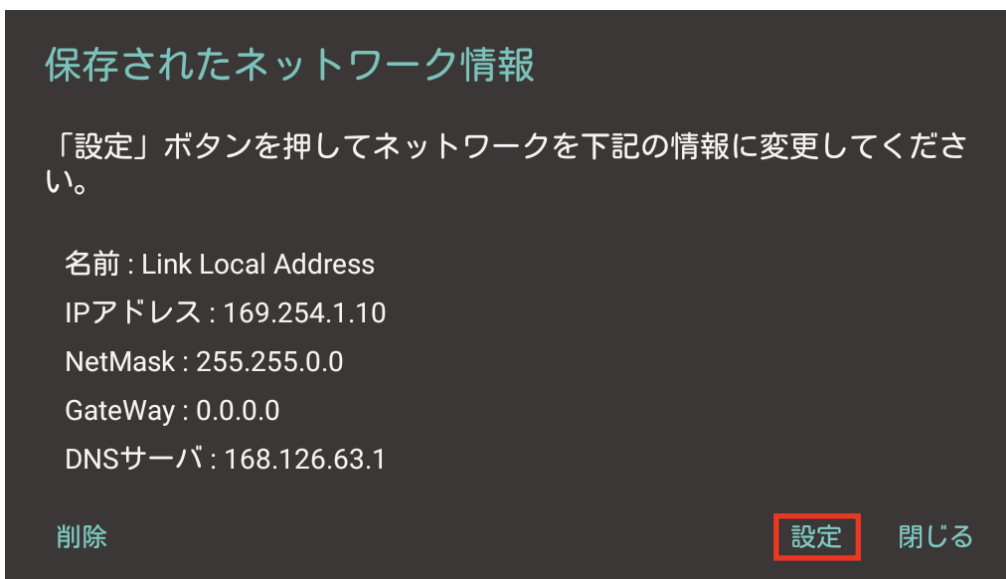 保存されたネットワーク情報
「設定」ボタンを押してネットワークを下記の情報に変更してくださ
い。
名前 : Link Local Address
IPアドレス : 169.254.1.10
NetMask : 255.255.0.0
GateWay : 0.0.0.0
DNSサーバ : 168.126.63.1
削除 設定 閉じる